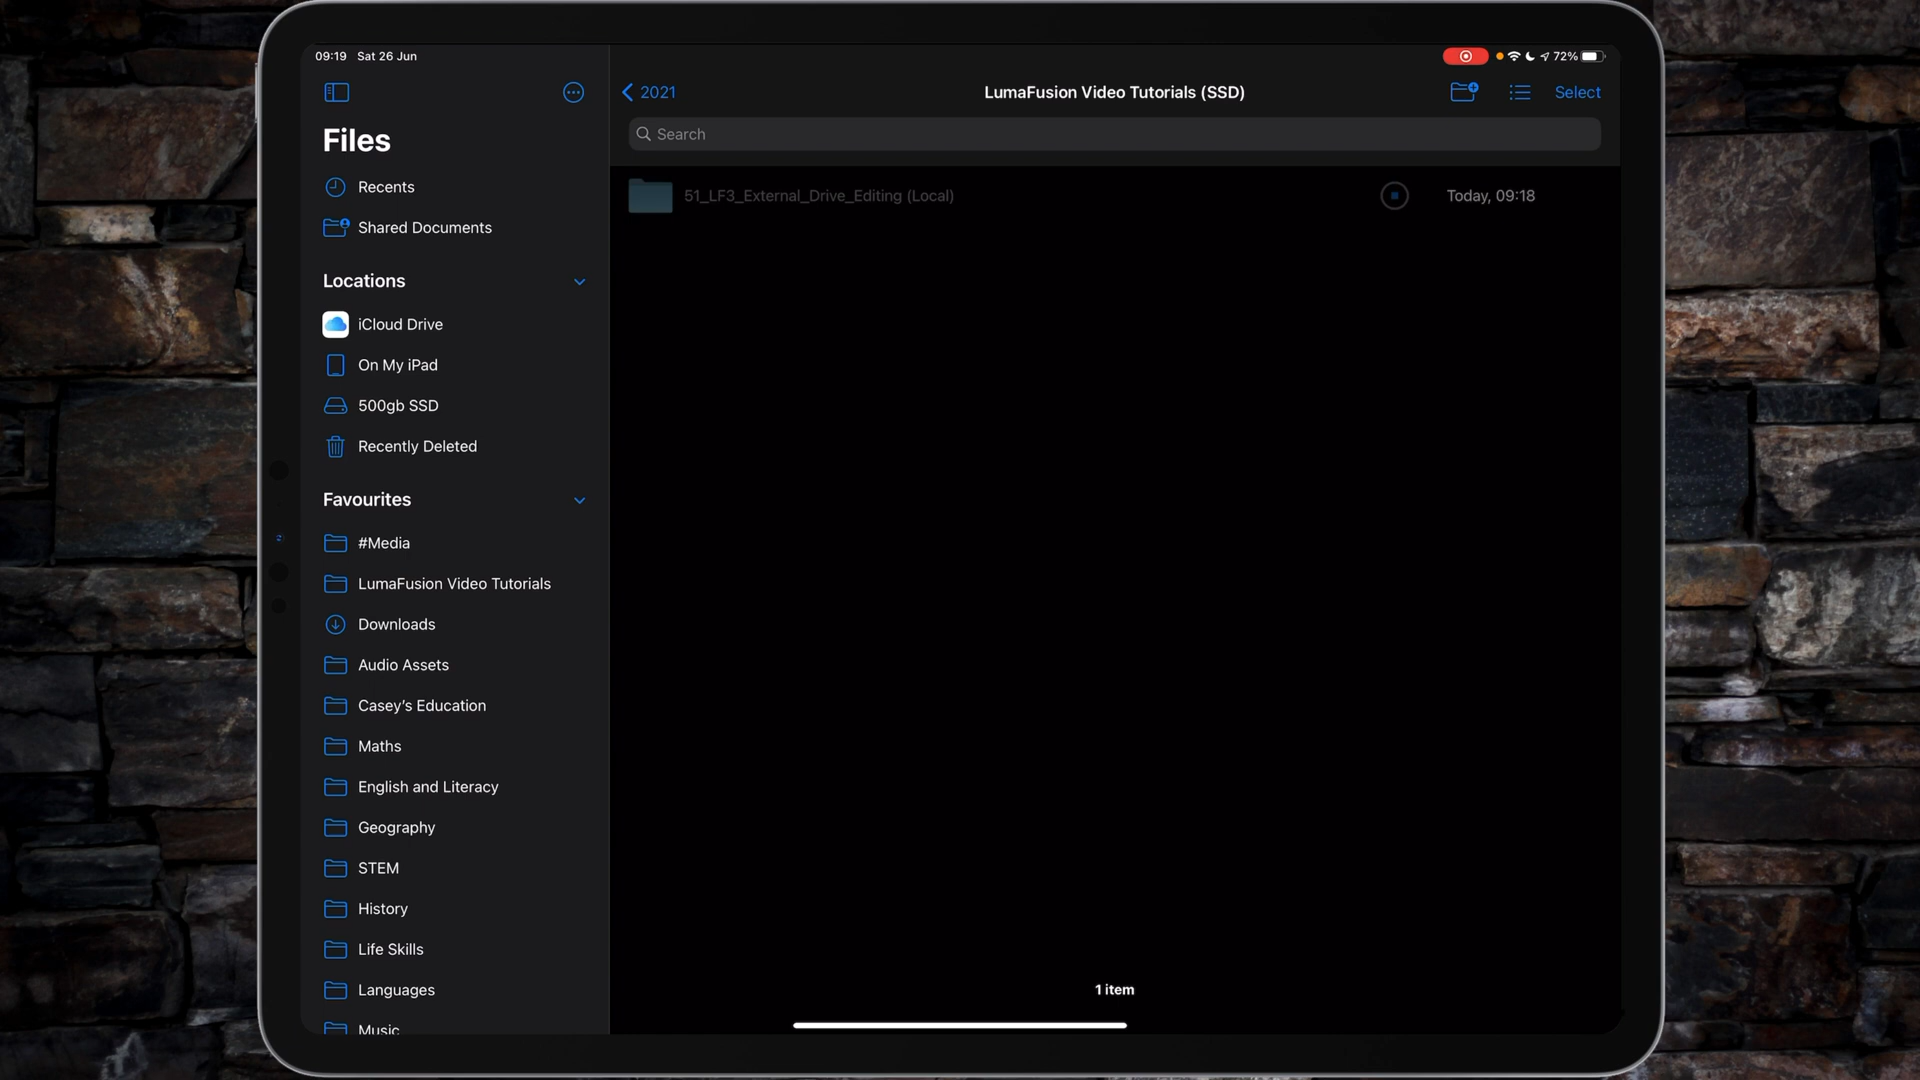 09:19 Sat 26 Jun
72%
Files
Recents
Shared Documents
Locations
iCloud Drive
On My iPad
500gb SSD
Recently Deleted
Favourites
#Media
LumaFusion Video Tutorials
Downloads
Audio Assets
Casey's Education
Maths
English and Literacy
Geography
STEM
History
Life Skills
Languages
Music
2021
LumaFusion Video Tutorials (SSD)
Select
Search
51_LF3_External_Drive_Editing (Local)
Today, 09:18
1 item